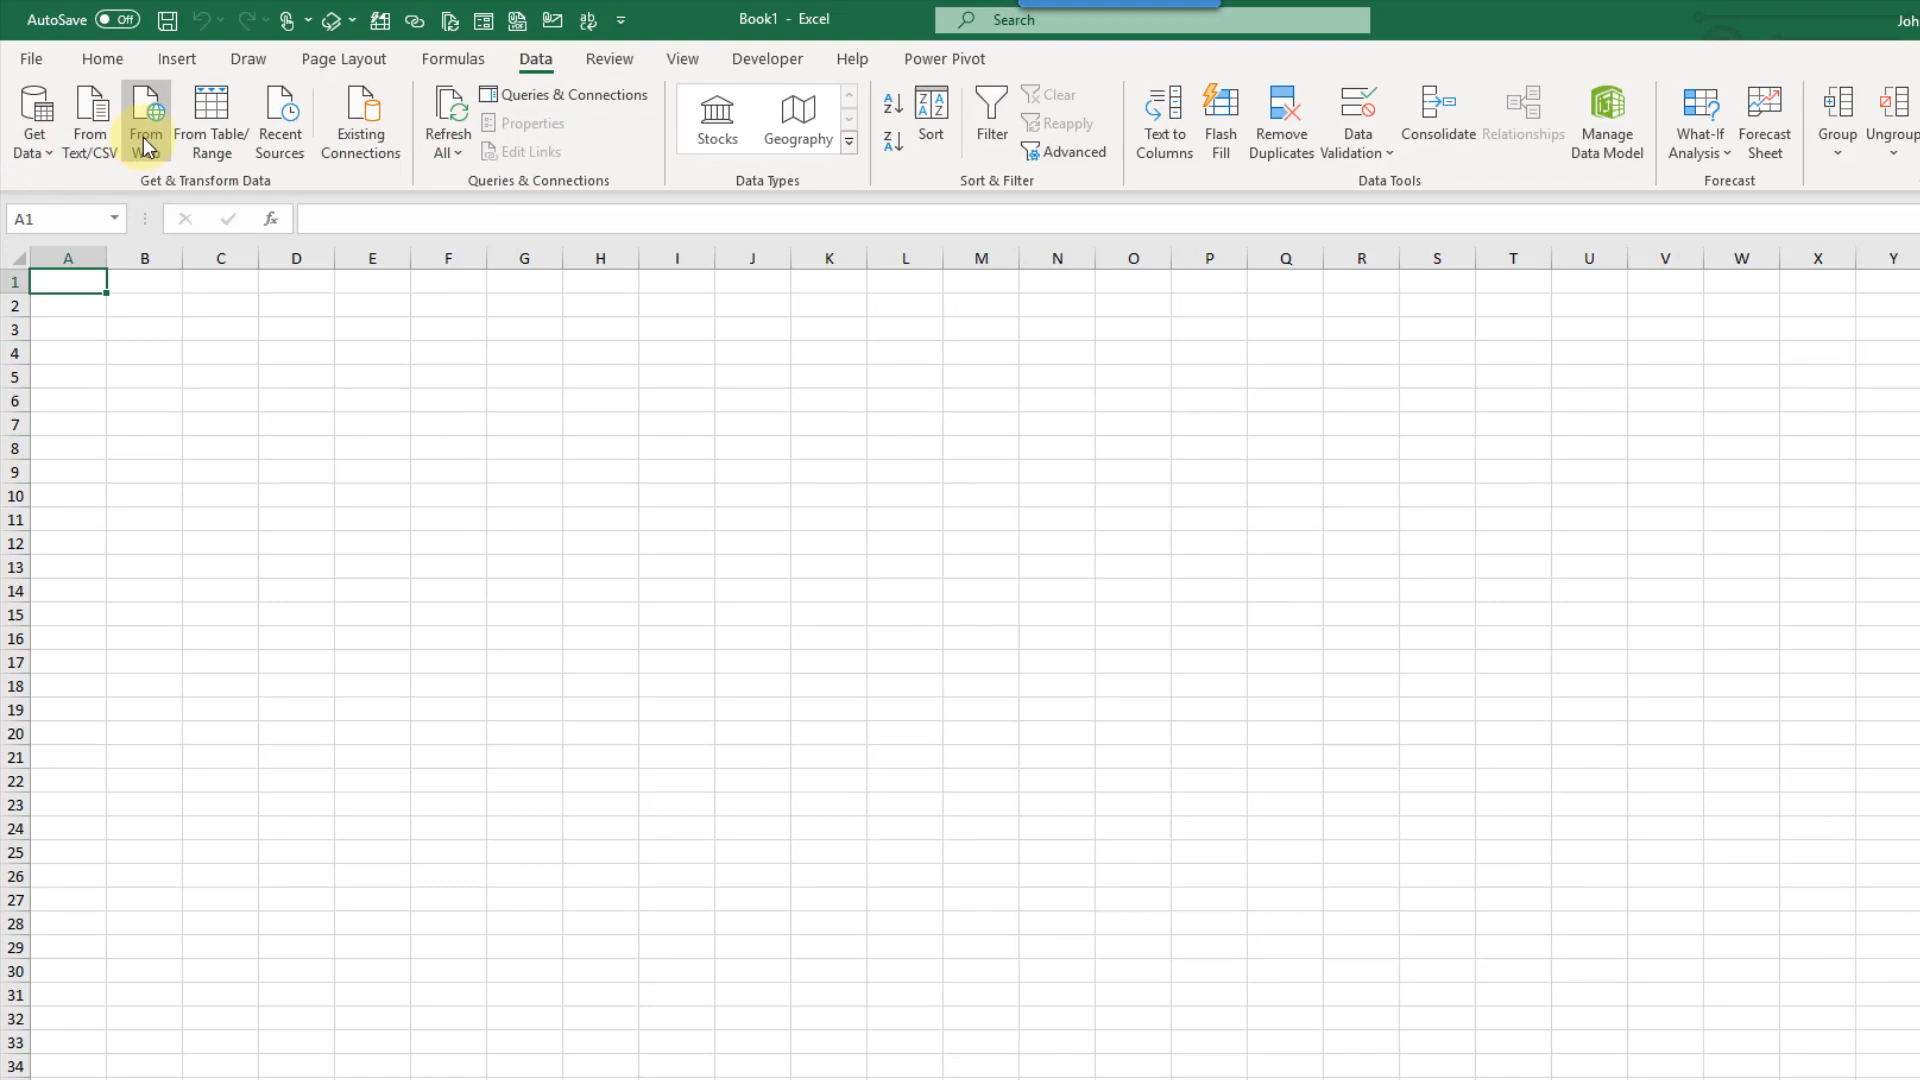 AutoSave Off Book1 - Excel Search Joh
File Home Insert Draw Page Layout Formulas Data Review View Developer Help Power Pivot
Get Data
From Text/CSV
From
From Table/ Range
Recent Sources
Existing Connections
Get & Transform Data
Refresh All
Queries & Connections
Properties
Edit Links
Queries & Connections
Stocks
Geography
Data Types
Sort
Filter
Clear
Reapply
Advanced
Sort & Filter
Text to Columns
Flash Fill
Remove Duplicates
Data Validation
Consolidate
Relationships
Manage Data Model
Data Tools
What-If Analysis
Forecast Sheet
Forecast
Group
Ungroup
A1 fx
A B C D E F G H I J K L M N O P Q R S T U V W X Y
1
2
3
4
5
6
7
8
9
10
11
12
13
14
15
16
17
18
19
20
21
22
23
24
25
26
27
28
29
30
31
32
33
34